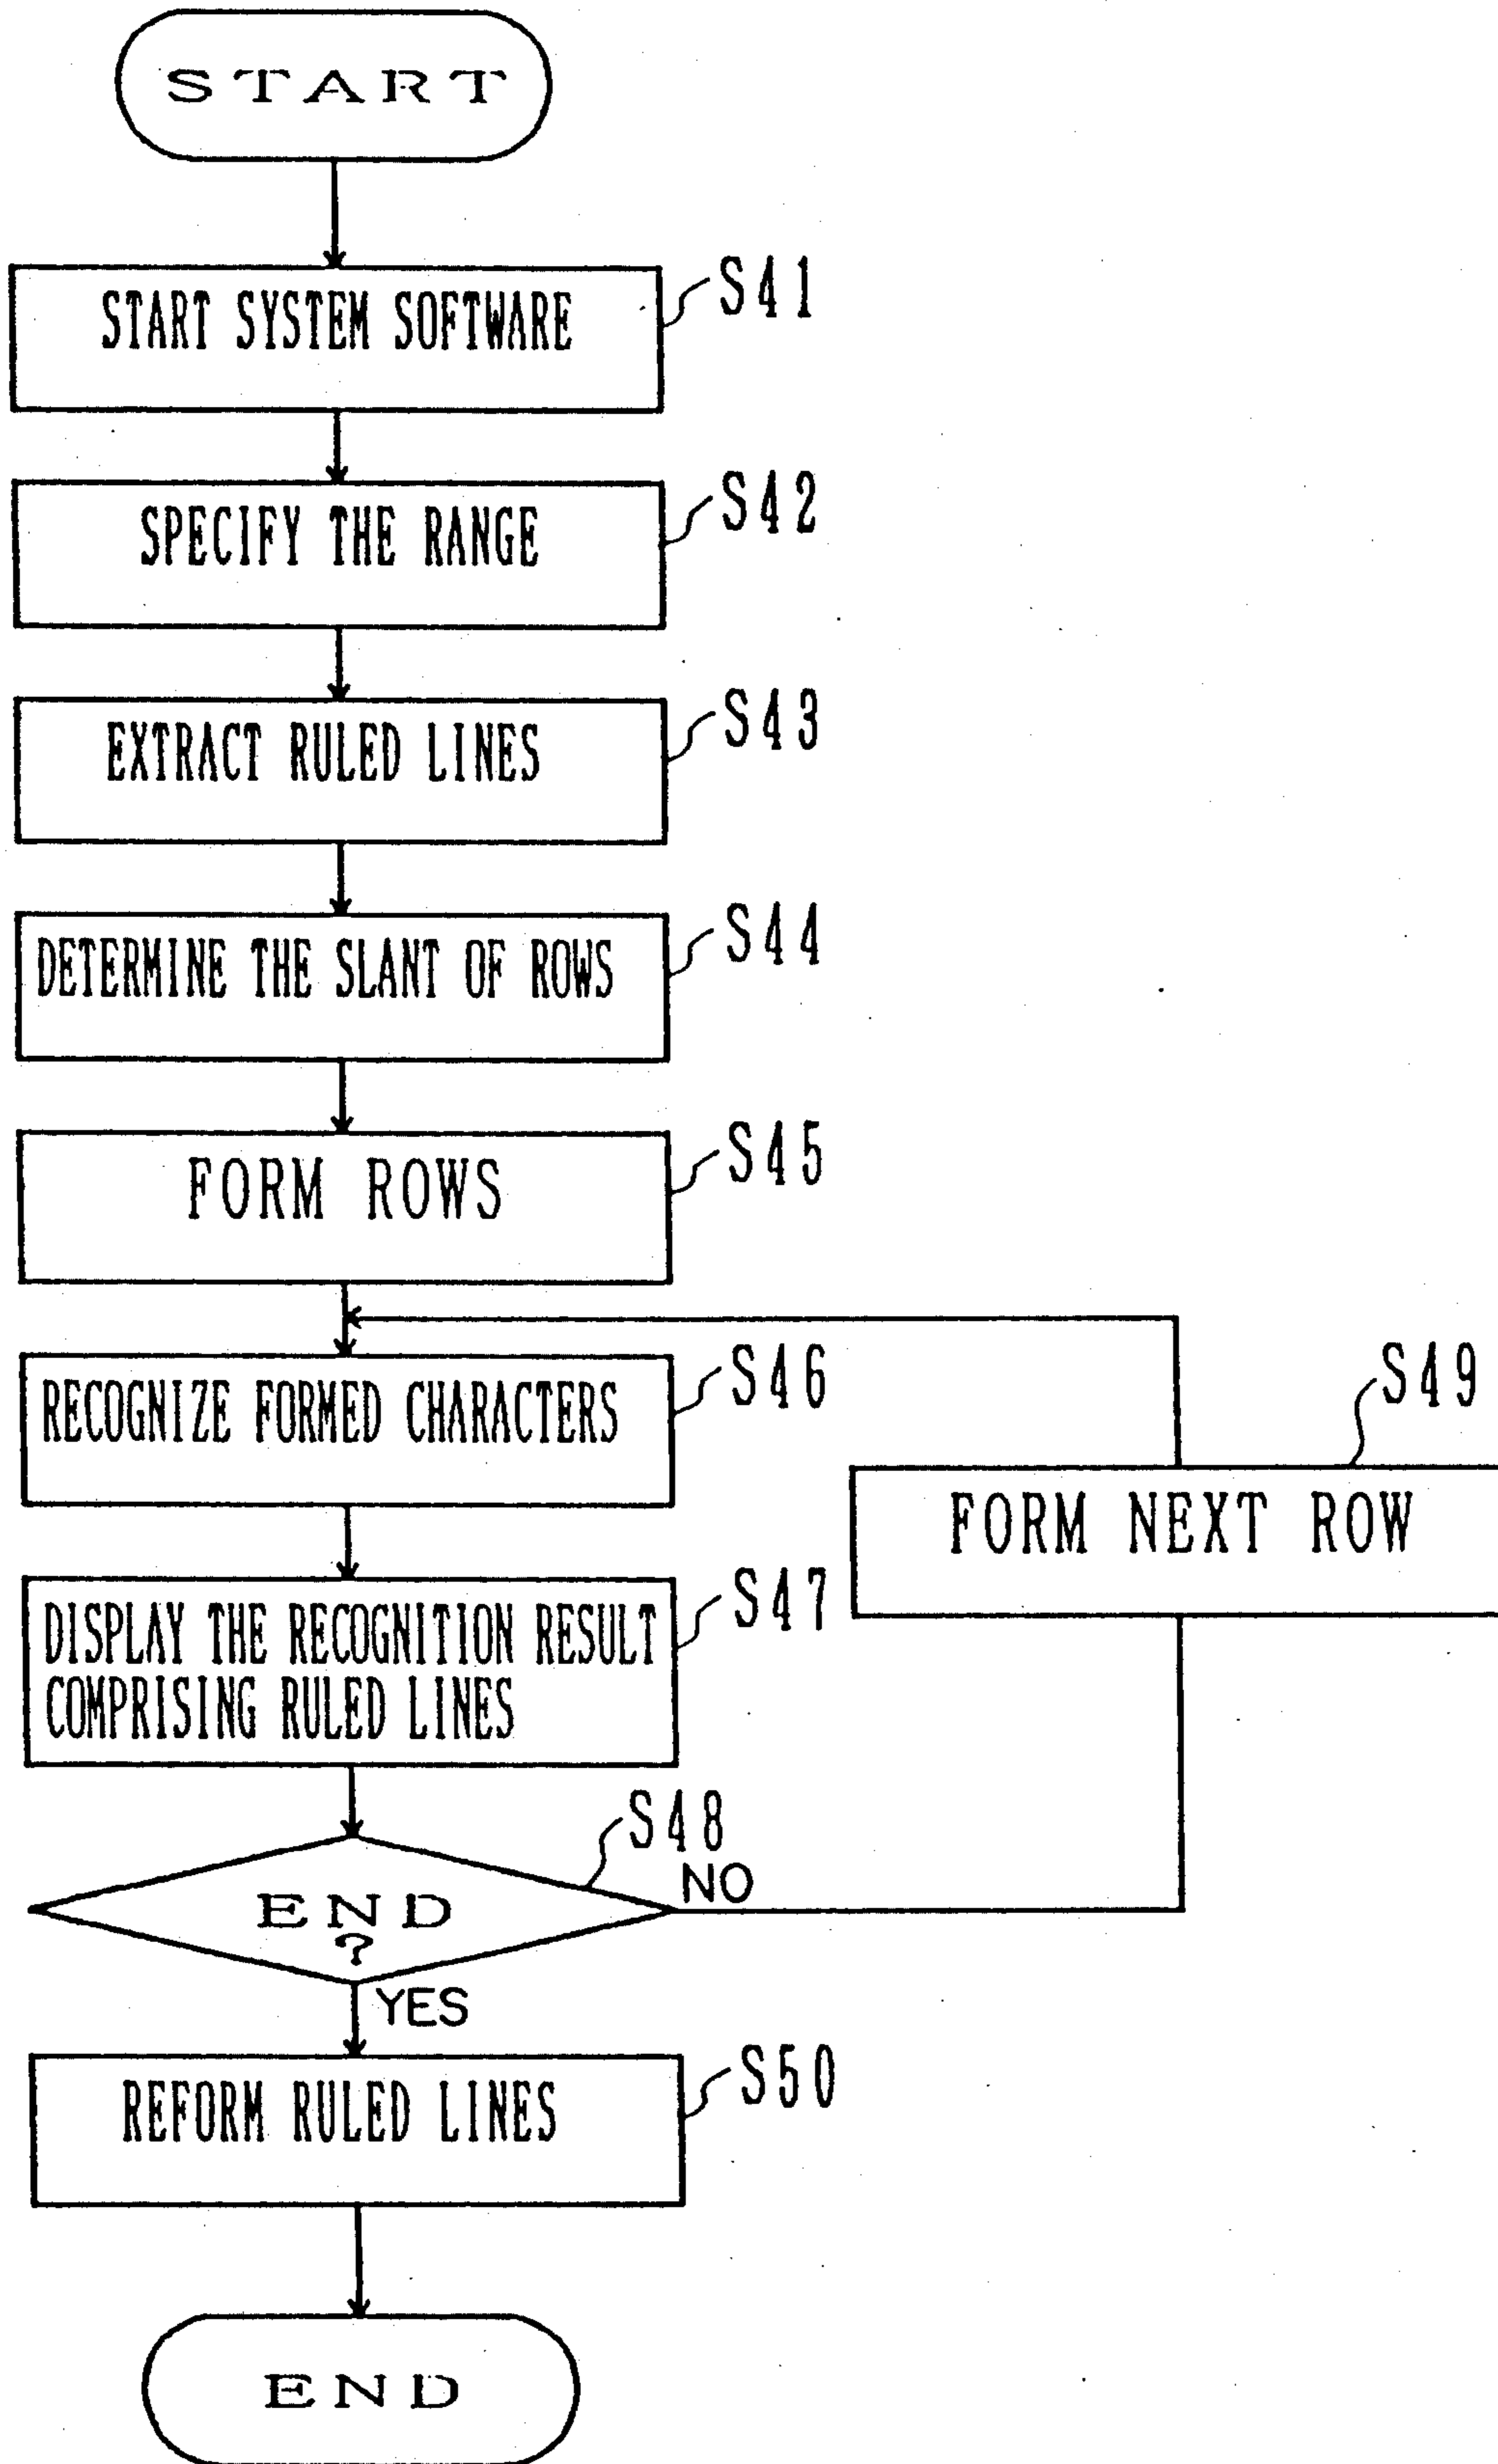 START
START SYSTEM SOFTWARE
S41
SPECIFY THE RANGE
S42
EXTRACT RULED LINES
S43
DETERMINE THE SLANT OF ROWS
S44
FORM ROWS
S45
RECOGNIZE FORMED CHARACTERS
S46
S49
FORM NEXT ROW
DISPLAY THE RECOGNITION RESULT
COMPRISING RULED LINES
S47
S48
END
?
NO
YES
REFORM RULED LINES
S50
END